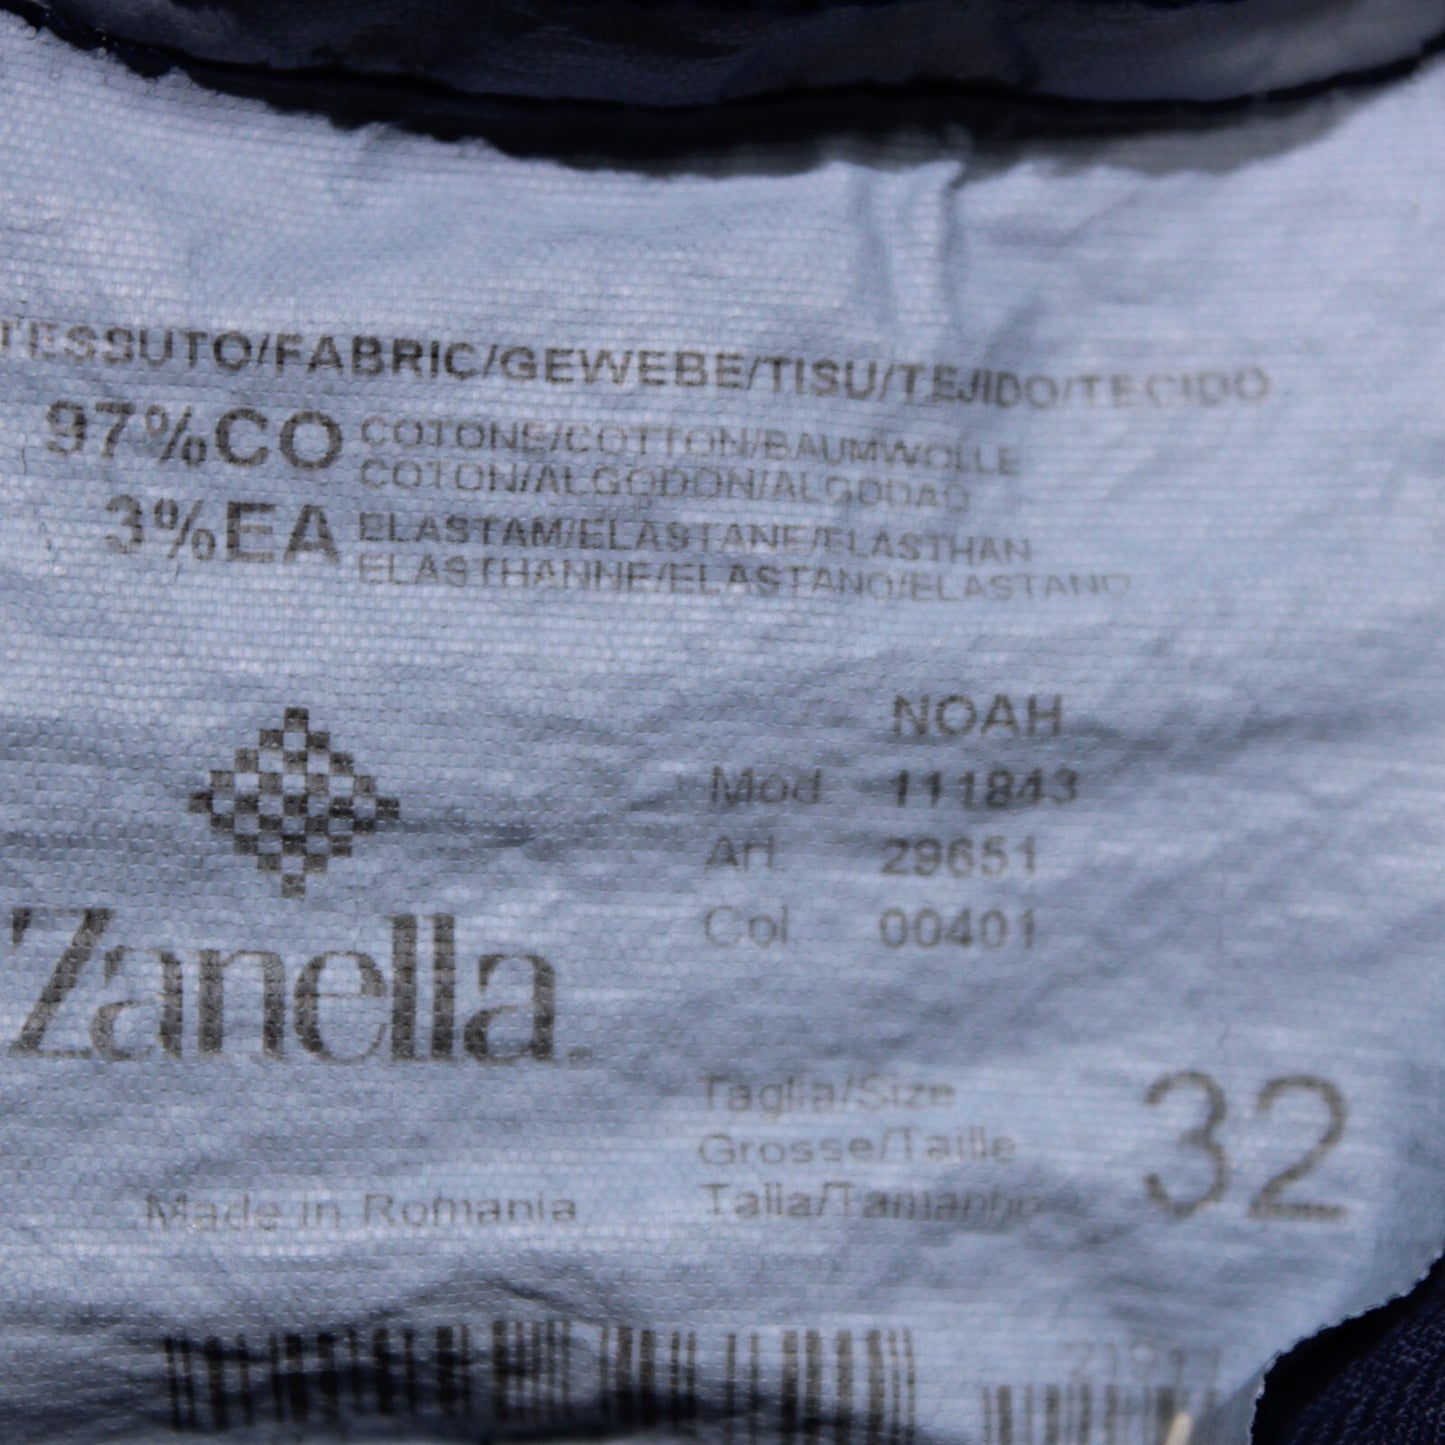 TESSUTO/FABRIC/GEWEBE/TISU/TEJIDO/TECIDO
97%CO COTONE/COTTON/BAUMWOLLE
COTON/ALGODON/ALGODAO
3%EA ELASTAM/ELASTANE/ELASTHAN
ELASTHANNE/ELASTANO/ELASTANO
NOAH
Mod 111843
Art 29651
Col 00401
Zanella
Taglia/Size
Grosse/Taille
Talla/Tamanho
32
Made in Romania